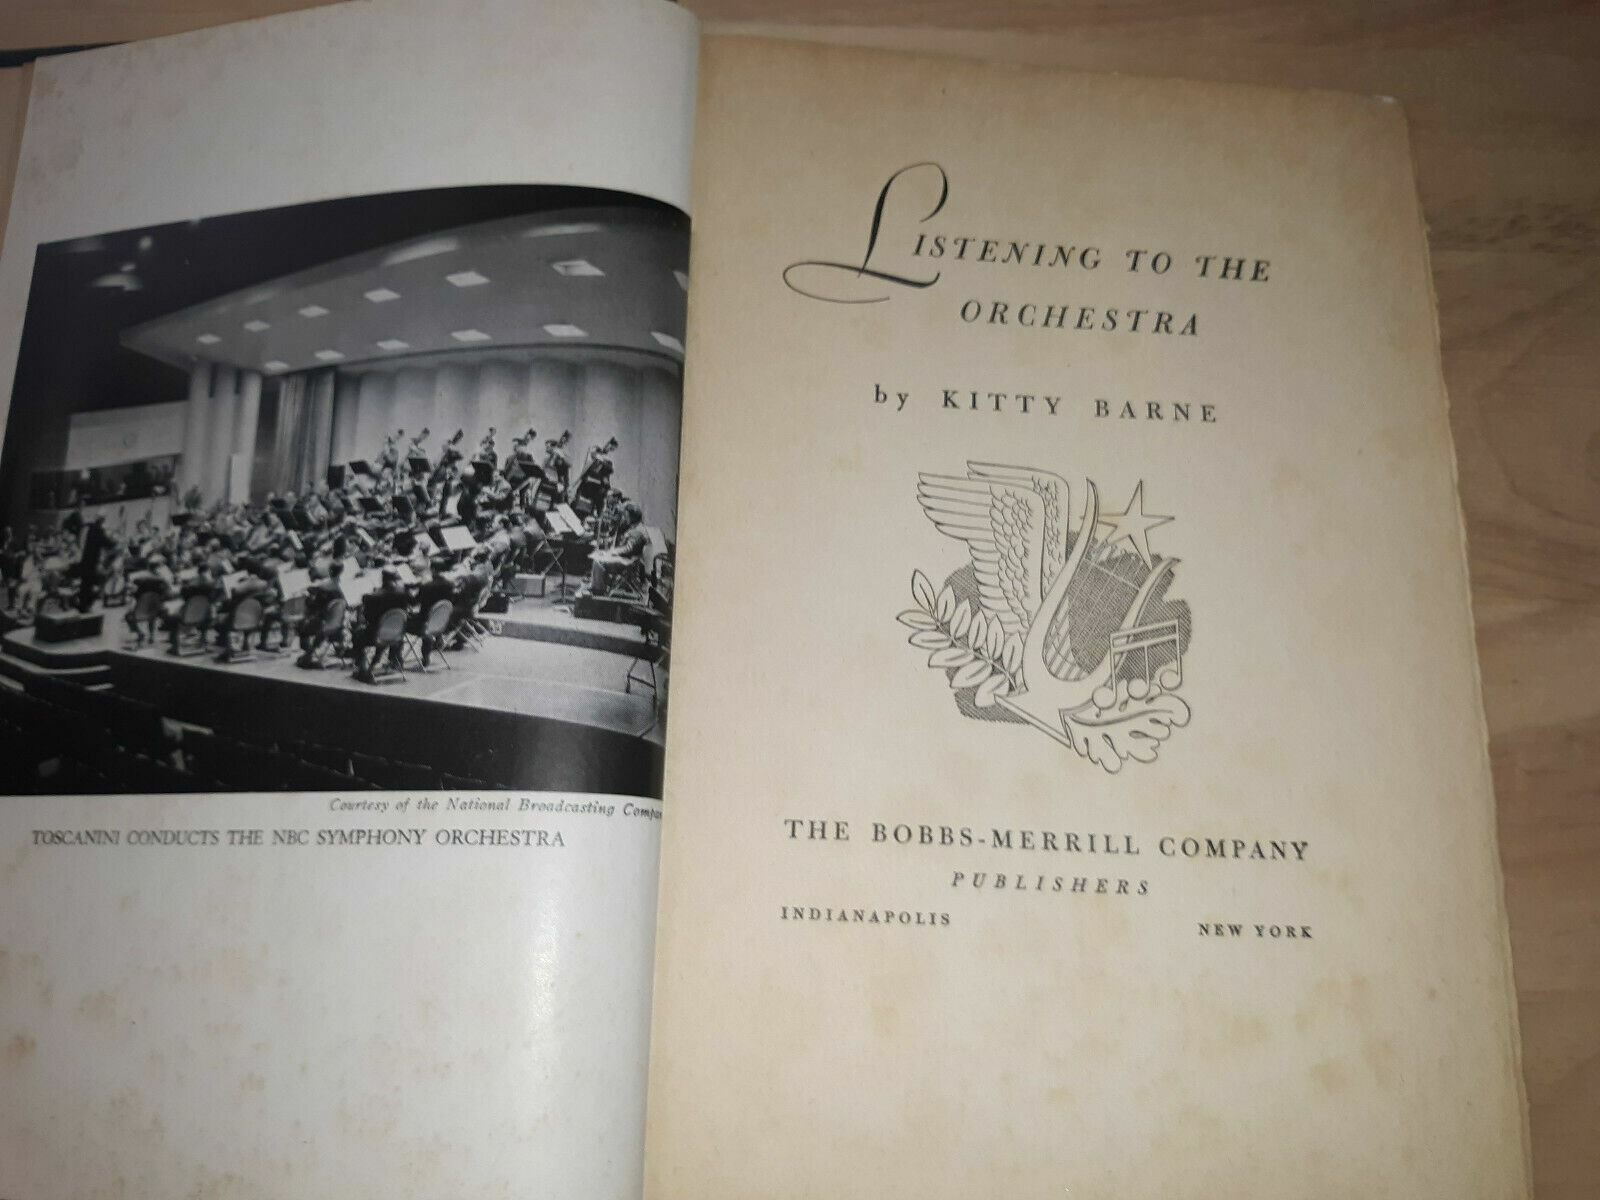 Courtesy of the National Broadcasting
TOSCANINI CONDUCTS THE NBC SYMPHONY ORCHESTRA
LISTENING TO THE
ORCHESTRA
by KITTY BARNE
THE BOBBS-MERRILL COMPANY
PUBLISHERS
INDIANAPOLIS NEW YORK